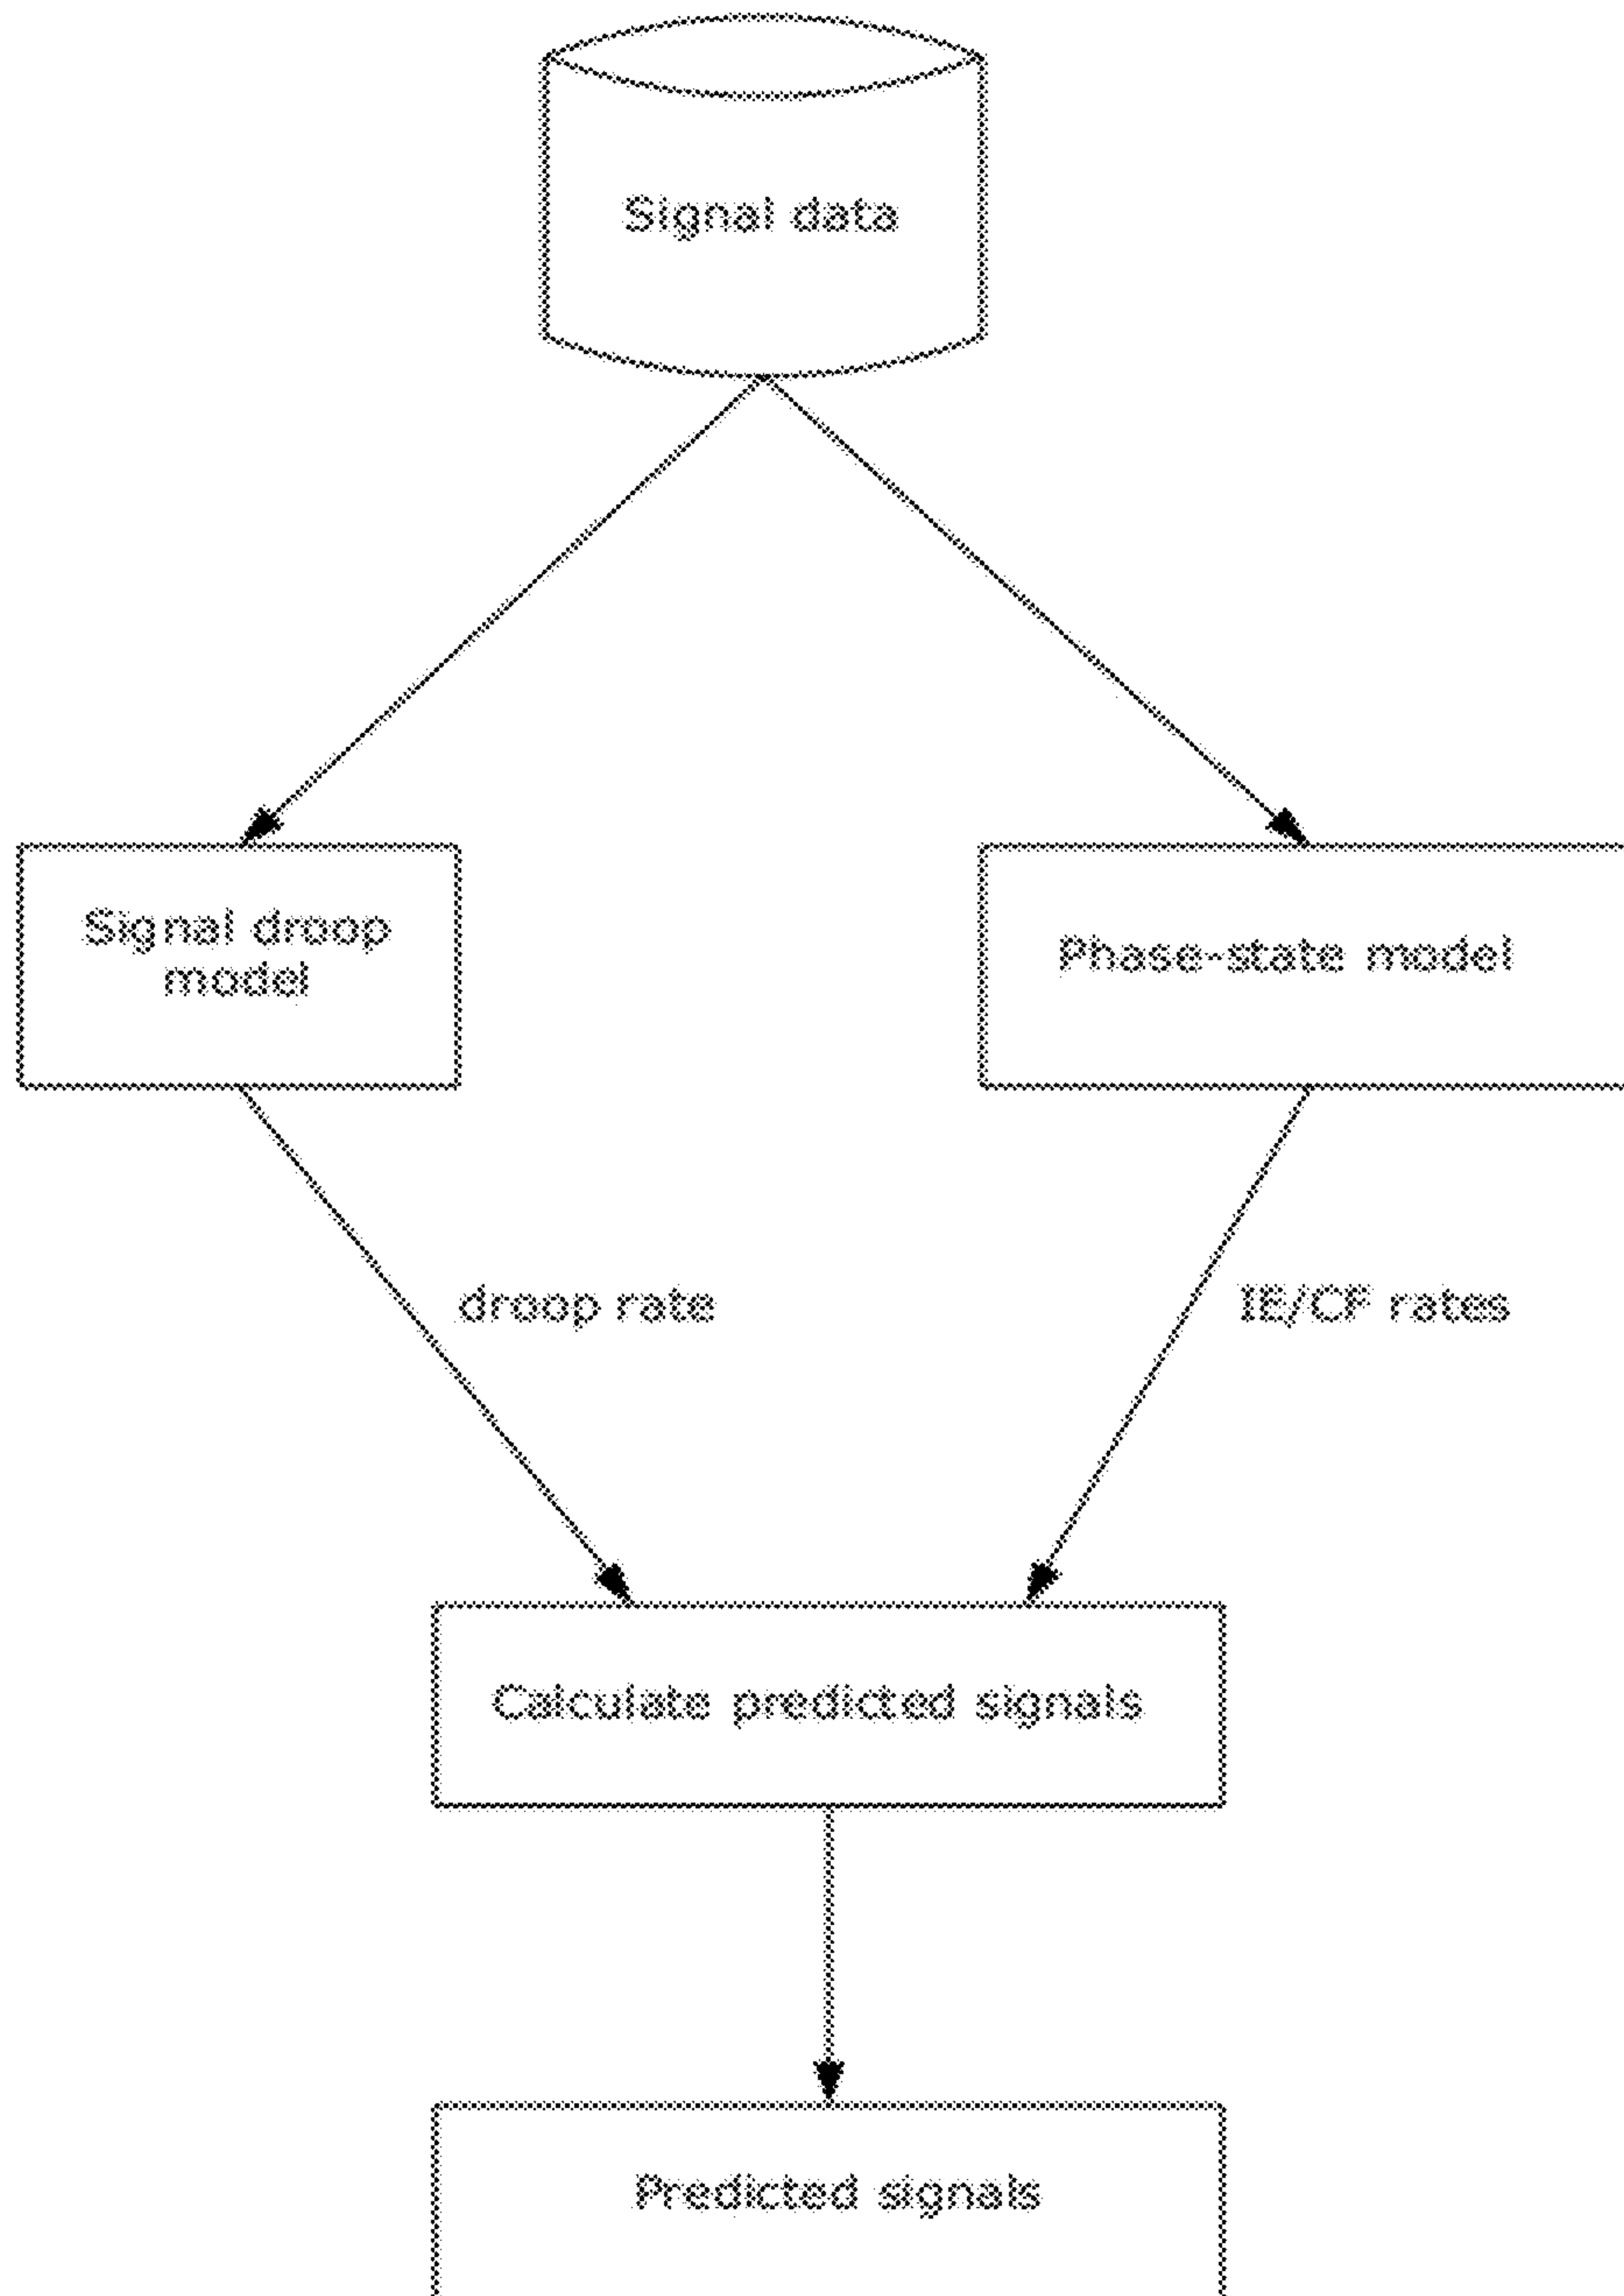 Signal data
Signal droop
model
Phase-state model
droop rate
IE/CF rates
Calculate predicted signals
Predicted signals